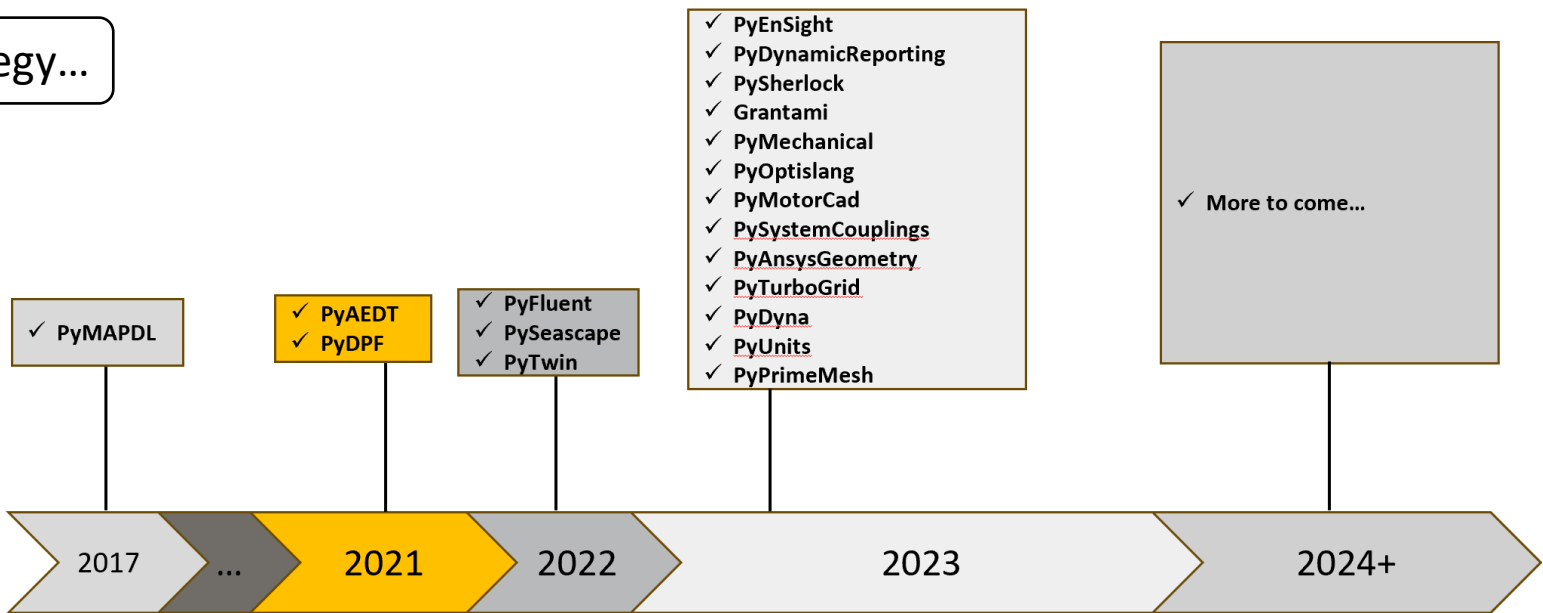 egy...
✓ PyMAPDL
✓ PyAEDT
✓ PyDPF
✓ PyFluent
✓ PySeascape
✓ PyTwin
✓ PyEnSight
✓ PyDynamicReporting
✓ PySherlock
✓ Grantami
✓ PyMechanical
✓ PyOptislang
✓ PyMotorCad
✓ PySystemCouplings
✓ PyAnsysGeometry
✓ PyTurboGrid
✓ PyDyna
✓ PyUnits
✓ PyPrimeMesh
✓ More to come...
2017
...
2021
2022
2023
2024+